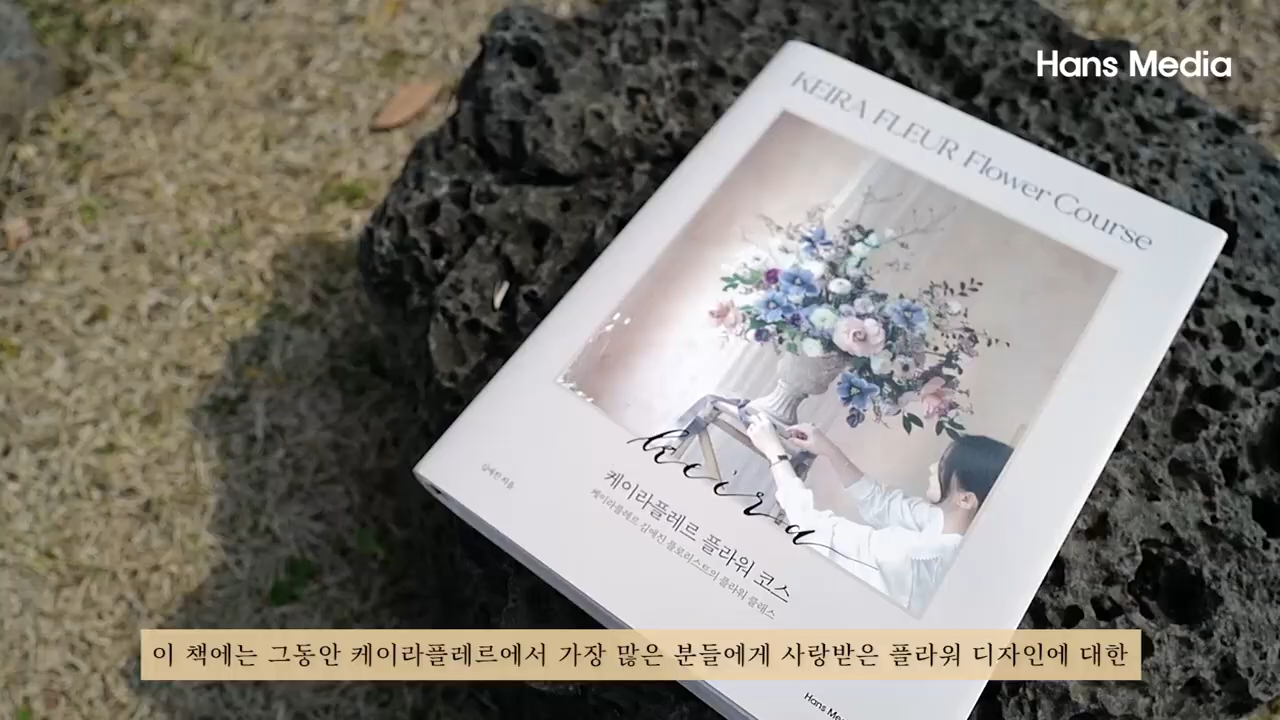 Hans Media
KEIRA FLEUR Flower Course
keira
케이라플레르 플라워 코스
케이라플레르 김애진 플로리스트의 플라워 클래스
김애진 지음
Hans Me
이 책에는 그동안 케이라플레르에서 가장 많은 분들에게 사랑받은 플라워 디자인에 대한